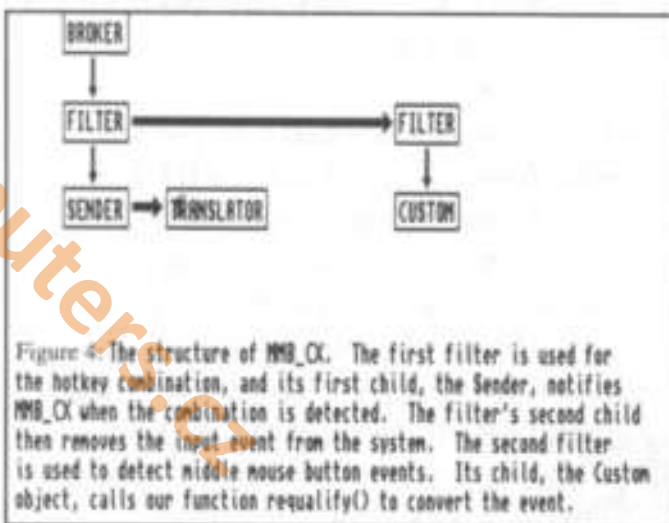 BROKER
FILTER FILTER
SENDER TRANSLATOR CUSTOM
Figure 4: The structure of MMB_CX. The first filter is used for
the hotkey combination, and its first child, the Sender, notifies
MMB_CX when the combination is detected. The filter's second child
then removes the input event from the system. The second filter
is used to detect middle mouse button events. Its child, the Custom
object, calls our function requalify() to convert the event.
uters.cz